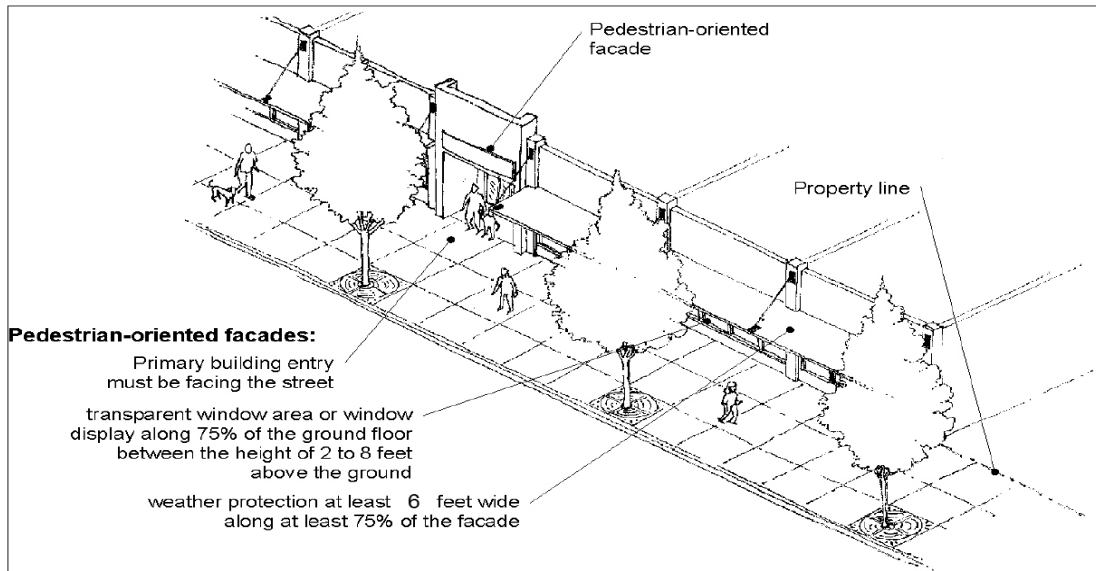 Pedestrian-oriented
facade
Property line
Pedestrian-oriented facades:
Primary building entry
must be facing the street
transparent window area or window
display along 75% of the ground floor
between the height of 2 to 8 feet
above the ground
weather protection at least 6 feet wide
along at least 75% of the facade